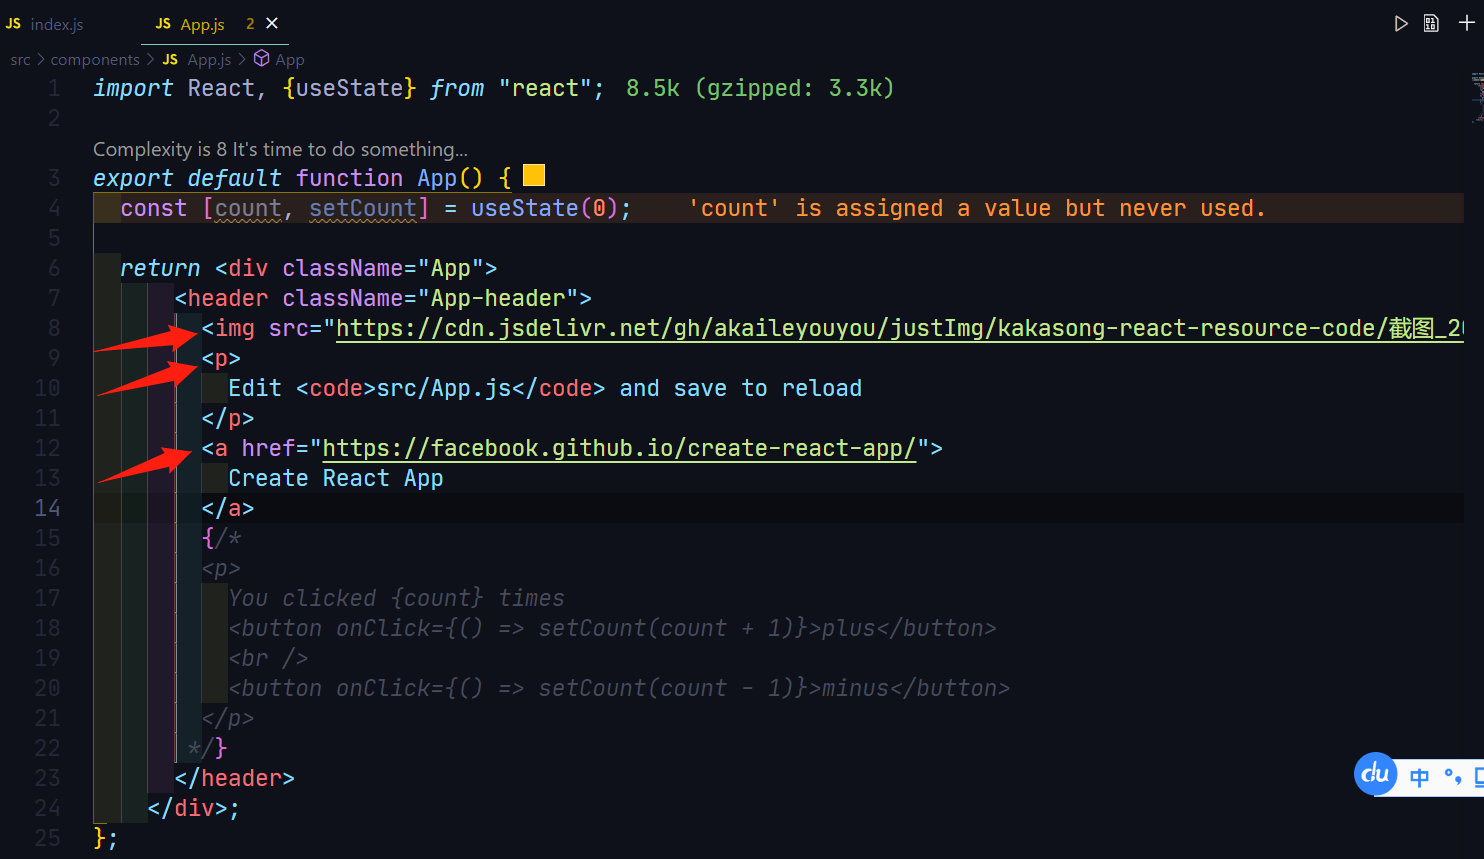 JS index.js JS App.js 2
src > components > JS App.js > App
1 import React, {useState} from "react"; 8.5k (gzipped: 3.3k)
2
Complexity is 8 It's time to do something...
3 export default function App() {
4 const [count, setCount] = useState(0); 'count' is assigned a value but never used.
5
6 return <div className="App">
7 <header className="App-header">
8 <img src="https://cdn.jsdelivr.net/gh/akaileyouyou/justImg/kakasong-react-resource-code/截图_20
9 <p>
10 Edit <code>src/App.js</code> and save to reload
11 </p>
12 <a href="https://facebook.github.io/create-react-app/">
13 Create React App
14 </a>
15 {/*
16 <p>
17 You clicked {count} times
18 <button onClick={() => setCount(count + 1)}>plus</button>
19 <br />
20 <button onClick={() => setCount(count - 1)}>minus</button>
21 </p>
22 */}
23 </header>
24 </div>;
25 };
du 中 °,